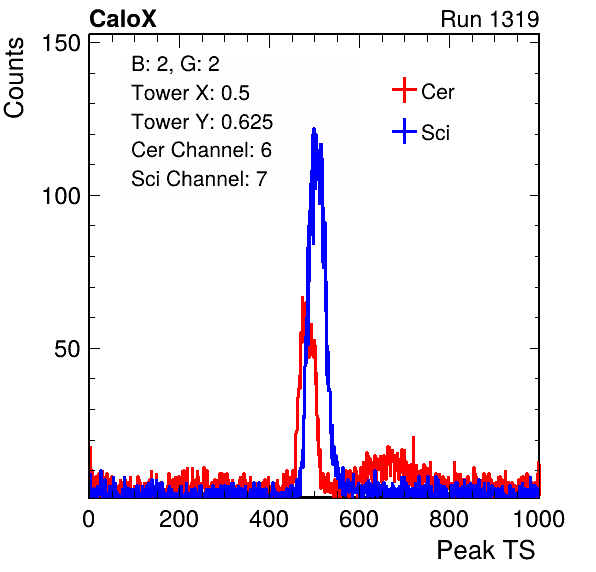 CaloX Run 1319
Counts
150
100
50
B: 2, G: 2
Tower X: 0.5
Tower Y: 0.625
Cer Channel: 6
Sci Channel: 7
Cer
Sci
0 200 400 600 800 1000
Peak TS